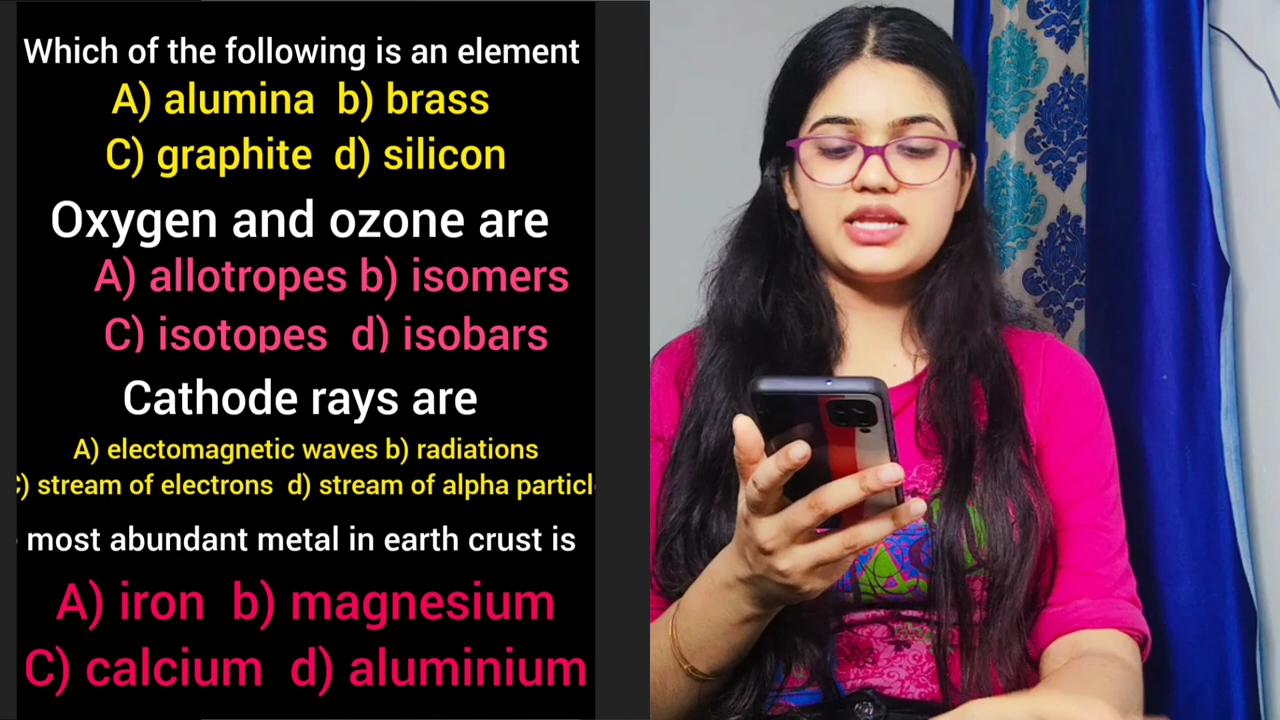 Which of the following is an element
A) alumina b) brass
C) graphite d) silicon
Oxygen and ozone are
A) allotropes b) isomers
C) isotopes d) isobars
Cathode rays are
A) electomagnetic waves b) radiations
C) stream of electrons d) stream of alpha
most abundant metal in earth crust is
A) iron b) magnesium
C) calcium d) aluminium